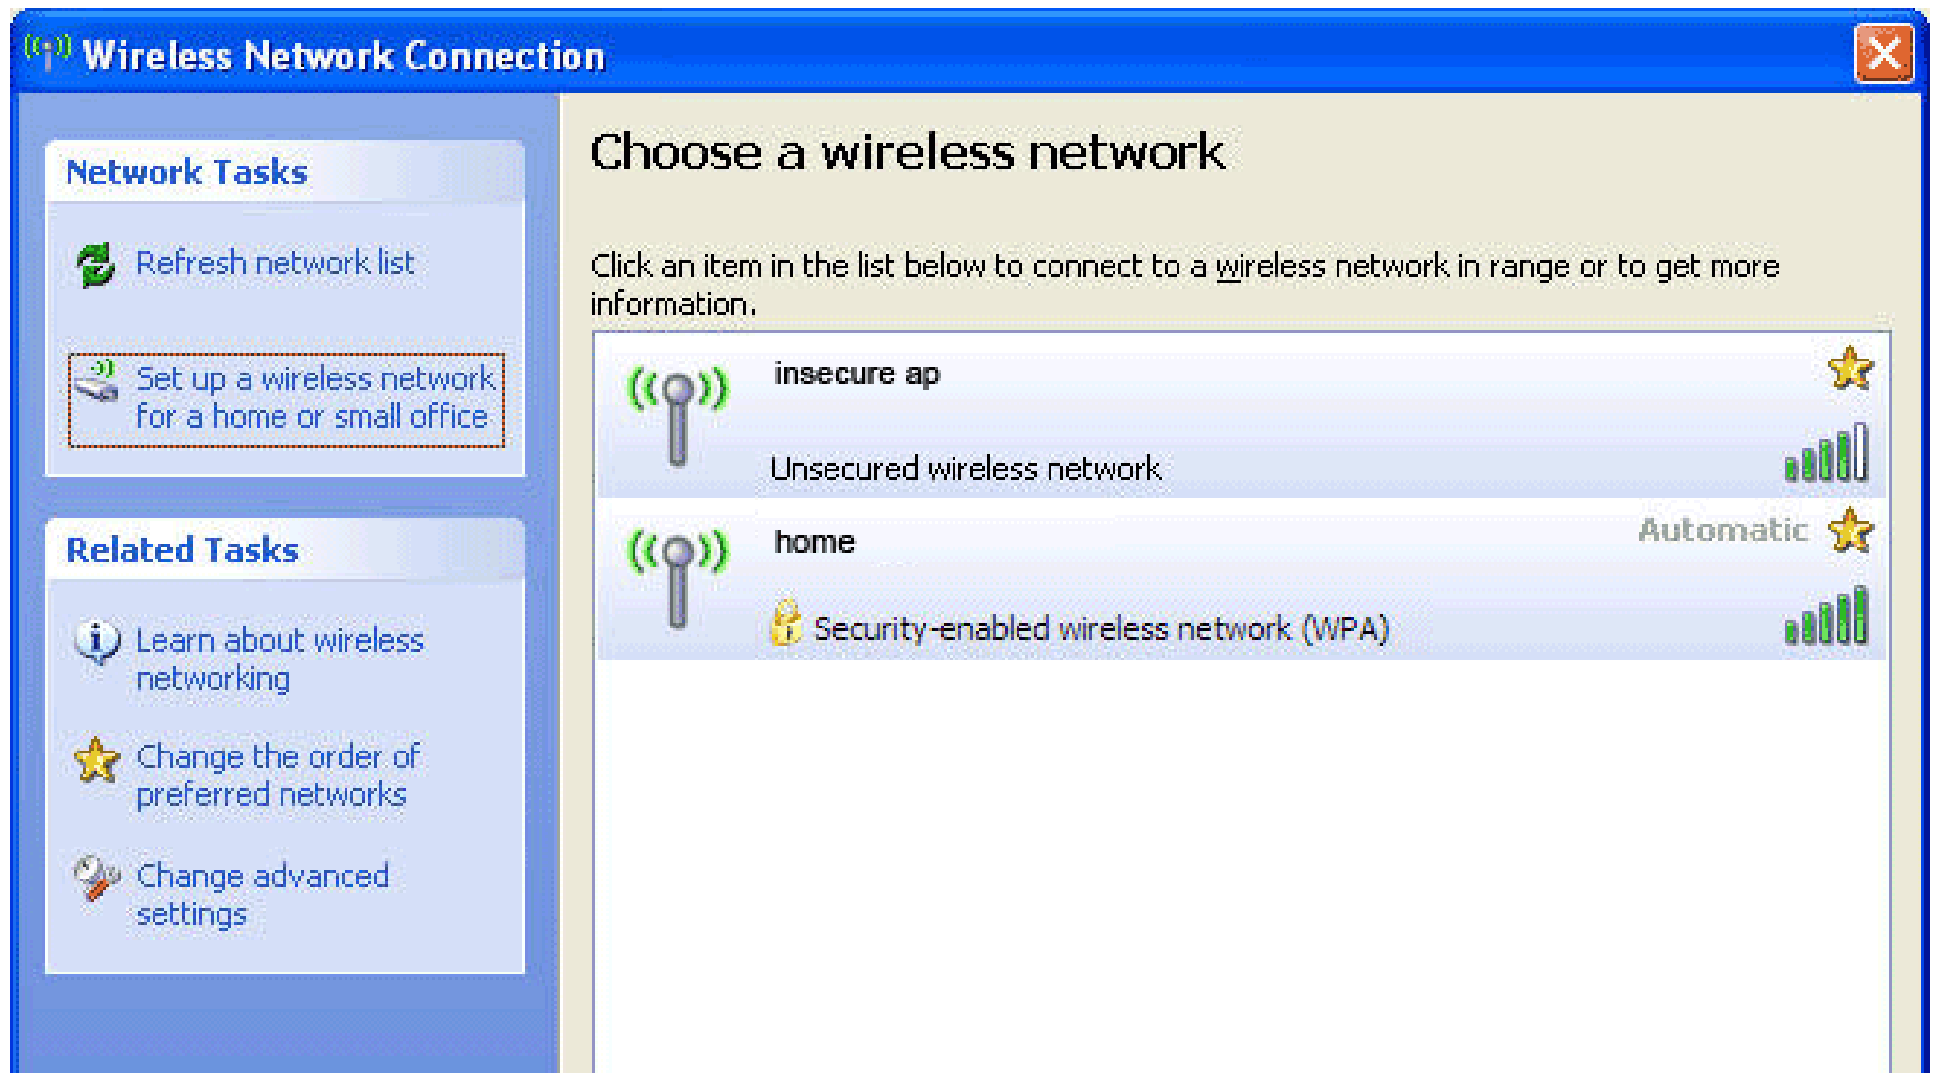 Wireless Network Connection
Network Tasks
Refresh network list
Set up a wireless network
for a home or small office
Related Tasks
Learn about wireless
networking
Change the order of
preferred networks
Change advanced
settings
Choose a wireless network
Click an item in the list below to connect to a wireless network in range or to get more
information.
insecure ap
Unsecured wireless network
home
Automatic
Security-enabled wireless network (WPA)